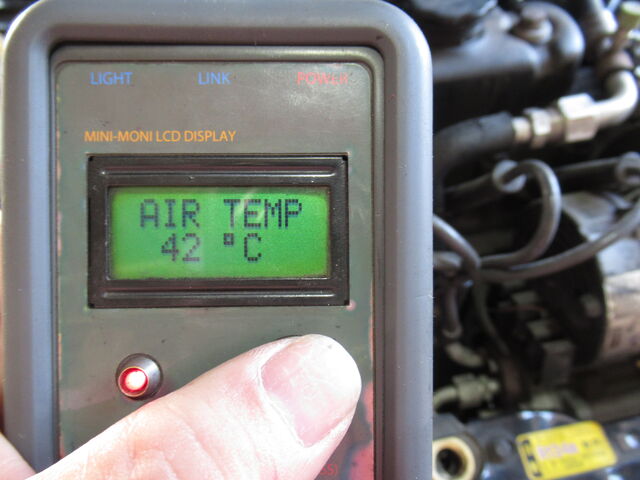 LIGHT LINK POWER
MINI-MONI LCD DISPLAY
AIR TEMP
42 °C